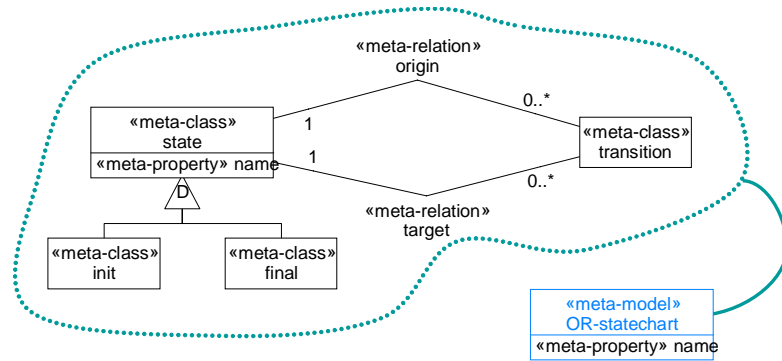 «meta-relation»
origin
0..*
«meta-class»
state
«meta-property» name
1
1
«meta-class»
transition
0..*
«meta-relation»
target
D
«meta-class»
init
«meta-class»
final
«meta-model»
OR-statechart
«meta-property» name